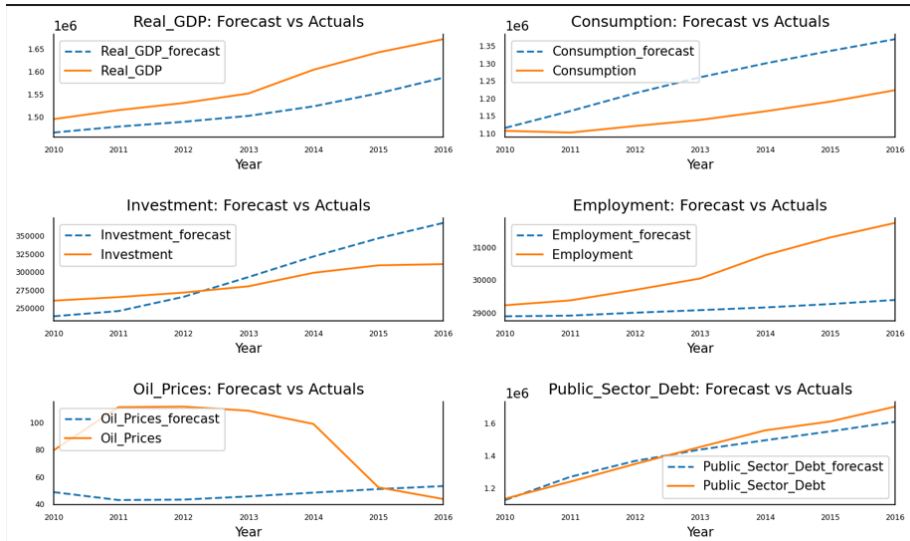 Real_GDP: Forecast vs Actuals
1e6
Real_GDP_forecast
Real_GDP
1.65
1.60
1.55
1.50
2010 2011 2012 2013 2014 2015 2016
Year
Consumption: Forecast vs Actuals
1e6
Consumption_forecast
Consumption
1.35
1.30
1.25
1.20
1.15
1.10
2010 2011 2012 2013 2014 2015 2016
Year
Investment: Forecast vs Actuals
Investment_forecast
Investment
350000
325000
300000
275000
250000
2010 2011 2012 2013 2014 2015 2016
Year
Employment: Forecast vs Actuals
Employment_forecast
Employment
31000
30000
29000
2010 2011 2012 2013 2014 2015 2016
Year
Oil_Prices: Forecast vs Actuals
Oil_Prices_forecast
Oil_Prices
100
80
60
40
2010 2011 2012 2013 2014 2015 2016
Year
Public_Sector_Debt: Forecast vs Actuals
1e6
1.6
1.4
1.2
Public_Sector_Debt_forecast
Public_Sector_Debt
2010 2011 2012 2013 2014 2015 2016
Year